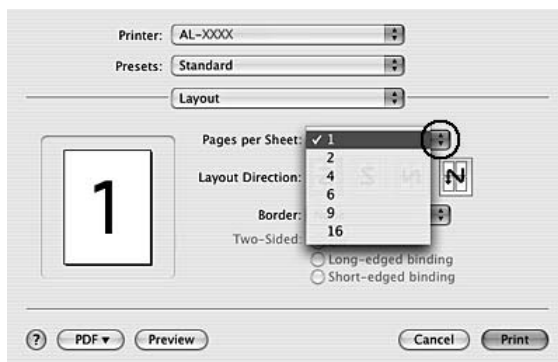 Printer: AL-XXXX
Presets: Standard
Layout
Pages per Sheet: ✓ 1
2
Layout Direction: 4
6
Border: 9
Two-Sided: 16
Long-edged binding
Short-edged binding
1
? PDF▼ Preview Cancel Print